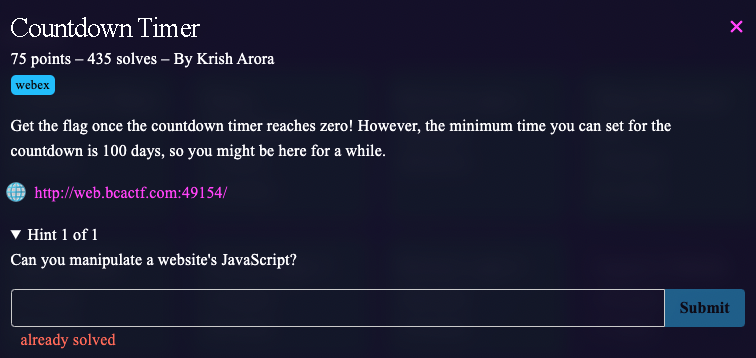 Countdown Timer
75 points – 435 solves – By Krish Arora
webex
Get the flag once the countdown timer reaches zero! However, the minimum time you can set for the
countdown is 100 days, so you might be here for a while.
http://web.bcactf.com:49154/
▼ Hint 1 of 1
Can you manipulate a website's JavaScript?
Submit
already solved